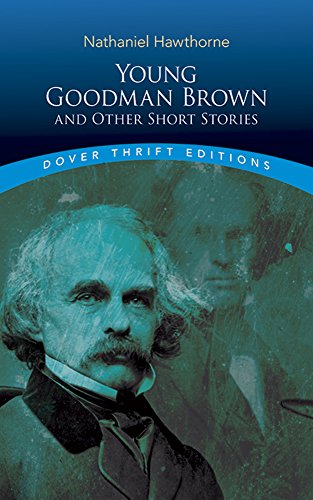 Nathaniel Hawthorne
Young
Goodman Brown
and Other Short Stories
DOVER THRIFT EDITIONS